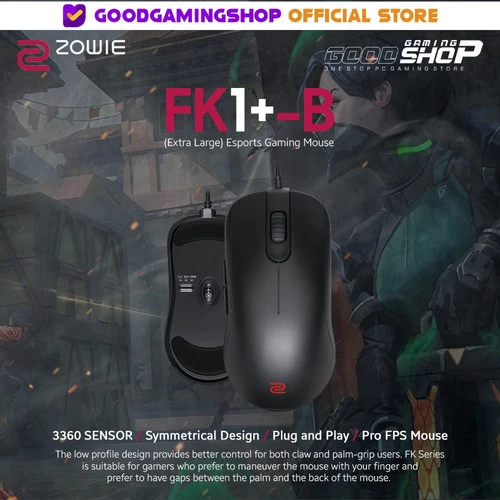 GOODGAMINGSHOP OFFICIAL STORE
ZOWIE
GAMING
GOODSHOP
ONE STOP PC GAMING STORE
FK1+-B
(Extra Large) Esports Gaming Mouse
3360 SENSOR / Symmetrical Design / Plug and Play / Pro FPS Mouse
The low profile design provides better control for both claw and palm-grip users. FK Series
is suitable for gamers who prefer to maneuver the mouse with your finger and
prefer to have gaps between the palm and the back of the mouse.